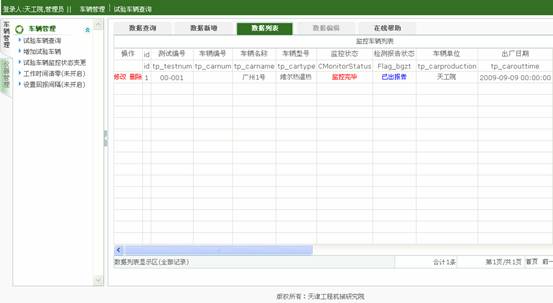 登录人:天工院,管理员 || 车辆管理 试验车辆查询
车辆管理
设备管理
车辆管理
试验车辆查询
增加试验车辆
试验车辆监控状态变更
工作时间清零(未开启)
设置回报间隔(未开启)
数据查询 数据新增 数据列表 数据编辑 在线帮助
监控车辆列表
操作 id 测试编号 车辆编号 车辆名称 车辆型号 监控状态 检测报告状态 车辆单位 出厂日期
id tp_testnum tp_carnum tp_carname tp_cartype CMonitorStatus Flag_bgzt tp_carproduction tp_carouttime
修改 删除 1 00-001 广州1号 维尔热温热 监控完毕 已出报告 天工院 2009-09-09 00:00:00
数据列表显示区(全部记录) 合计1条 第1页/共1页 首页 前一
版权所有：天津工程机械研究院